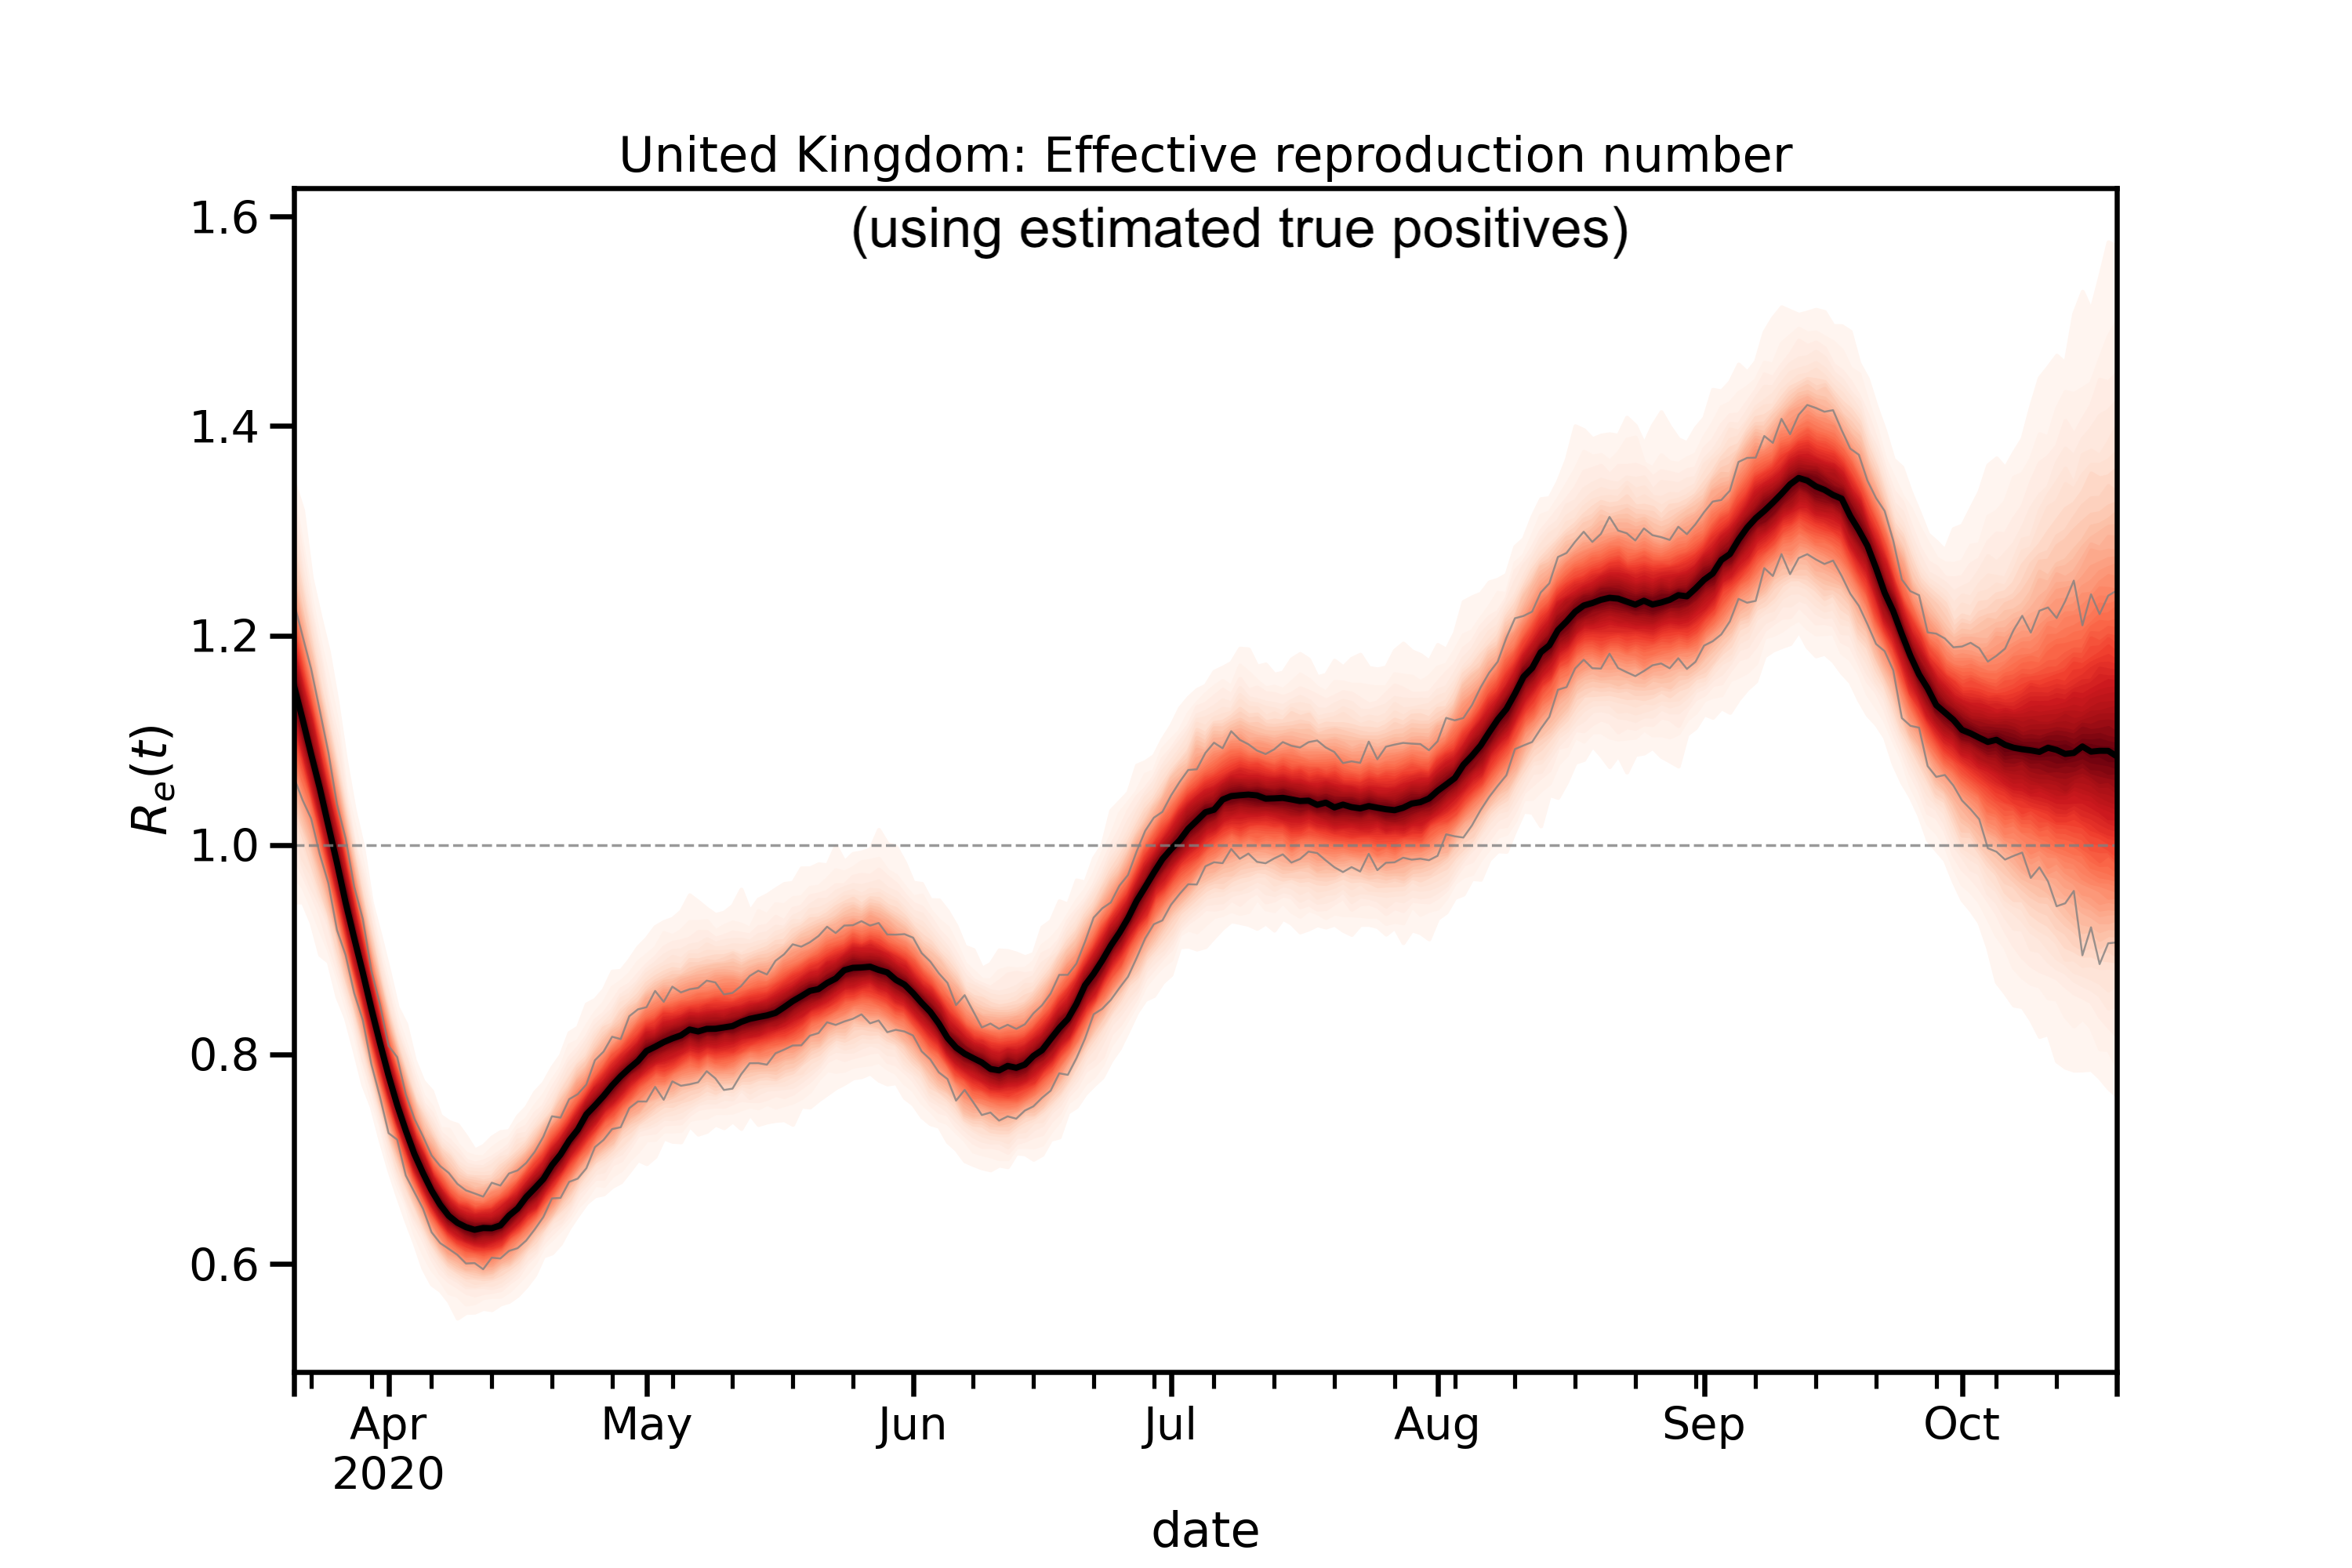 United Kingdom: Effective reproduction number
(using estimated true positives)
1.6
1.4
1.2
1.0
0.8
0.6
Re(t)
Apr May Jun Jul Aug Sep Oct
2020
date